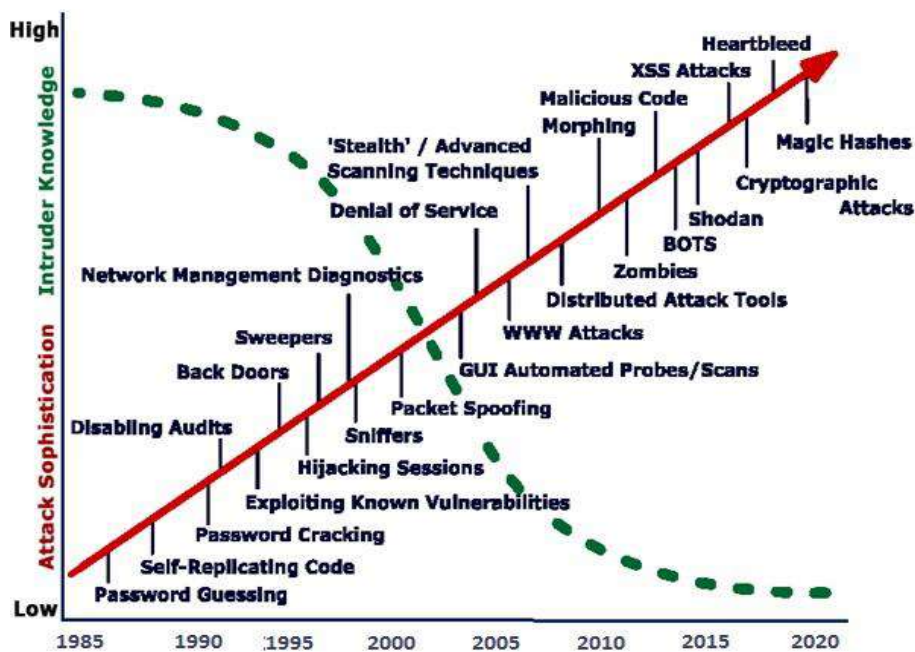 High
Intruder Knowledge
Attack Sophistication
Low
Heartbleed
XSS Attacks
Malicious Code
Morphing
Magic Hashes
'Stealth' / Advanced
Scanning Techniques
Cryptographic
Attacks
Denial of Service
Shodan
BOTS
Zombies
Network Management Diagnostics
Distributed Attack Tools
WWW Attacks
Sweepers
GUI Automated Probes/Scans
Back Doors
Packet Spoofing
Disabling Audits
Sniffers
Hijacking Sessions
Exploiting Known Vulnerabilities
Password Cracking
Self-Replicating Code
Password Guessing
1985 1990 1995 2000 2005 2010 2015 2020